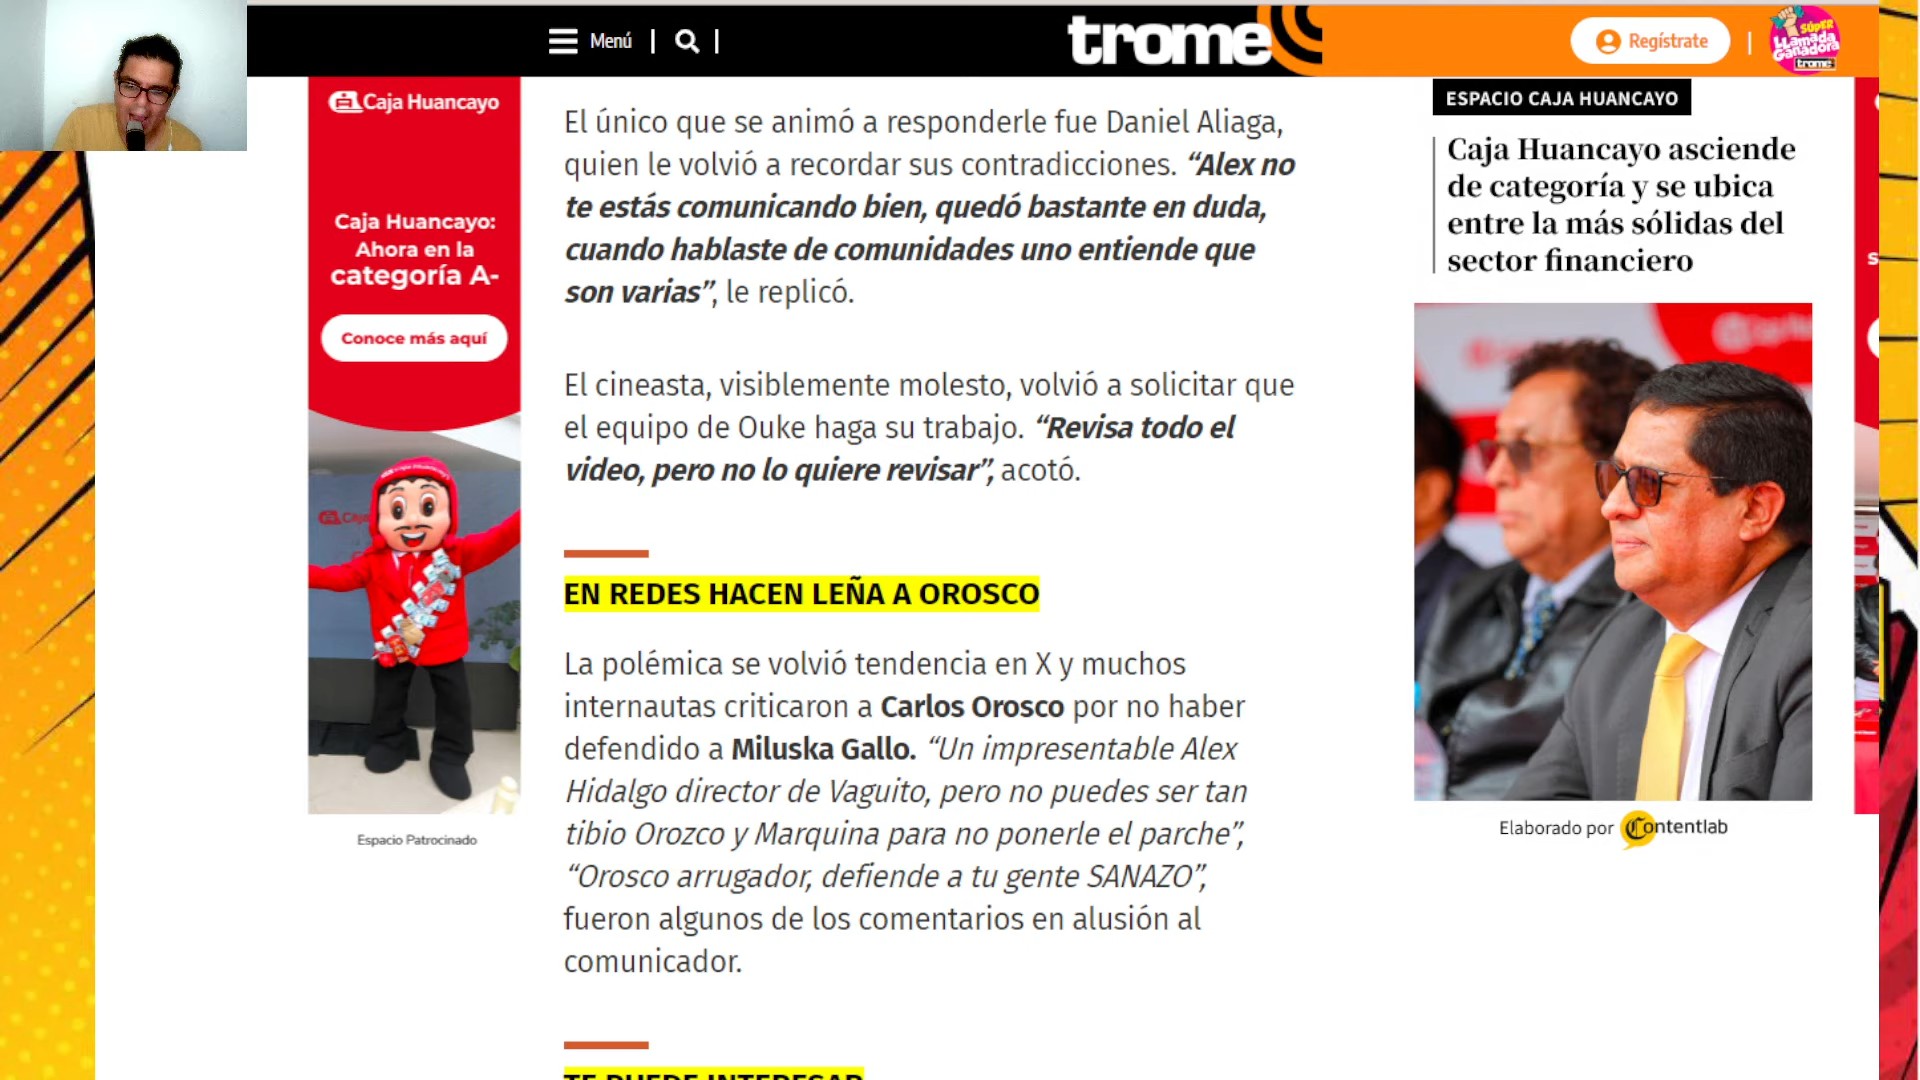 Menú
trome
Regístrate
SÚPER
LLamada
Ganadora
trome
Caja Huancayo
Caja Huancayo:
Ahora en la
categoría A-
Conoce más aquí
Espacio Patrocinado
El único que se animó a responderle fue Daniel Aliaga,
quien le volvió a recordar sus contradicciones. “Alex no
te estás comunicando bien, quedó bastante en duda,
cuando hablaste de comunidades uno entiende que
son varias”, le replicó.
El cineasta, visiblemente molesto, volvió a solicitar que
el equipo de Ouke haga su trabajo. “Revisa todo el
video, pero no lo quiere revisar”, acotó.
EN REDES HACEN LEÑA A OROSCO
La polémica se volvió tendencia en X y muchos
internautas criticaron a Carlos Orosco por no haber
defendido a Miluska Gallo. “Un impresentable Alex
Hidalgo director de Vaguito, pero no puedes ser tan
tibio Orozco y Marquina para no ponerle el parche”,
“Orosco arrugador, defiende a tu gente SANAZO”,
fueron algunos de los comentarios en alusión al
comunicador.
TE PUEDE INTERESAR
ESPACIO CAJA HUANCAYO
Caja Huancayo asciende
de categoría y se ubica
entre la más sólidas del
sector financiero
Elaborado por Contentlab